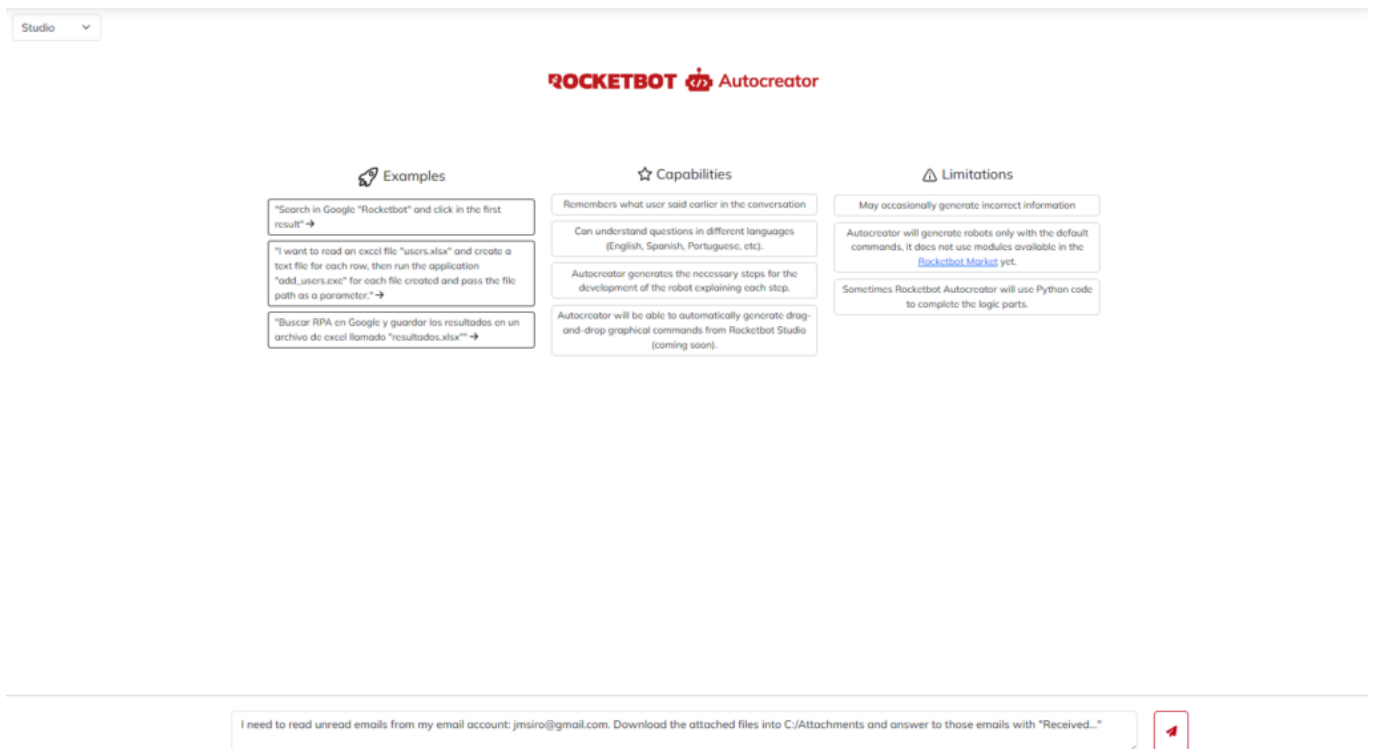 Studio
ROCKETBOT Autocreator
Examples
"Search in Google "Rocketbot" and click in the first
result" →
"I want to read an excel file "users.xlsx" and create a
text file for each row, then run the application
"add_users.exe" for each file created and pass the file
path as a parameter." →
"Buscar RPA en Google y guardar los resultados en un
archivo de excel llamado "resultados.xlsx"" →
Capabilities
Remembers what user said earlier in the conversation
Can understand questions in different languages
(English, Spanish, Portuguese, etc).
Autocreator generates the necessary steps for the
development of the robot explaining each step.
Autocreator will be able to automatically generate drag-
and-drop graphical commands from Rocketbot Studio
(coming soon).
Limitations
May occasionally generate incorrect information
Autocreator will generate robots only with the default
commands, it does not use modules available in the
Rocketbot Market yet.
Sometimes Rocketbot Autocreator will use Python code
to complete the logic parts.
I need to read unread emails from my email account: jmsiro@gmail.com. Download the attached files into C:/Attachments and answer to those emails with "Received..."